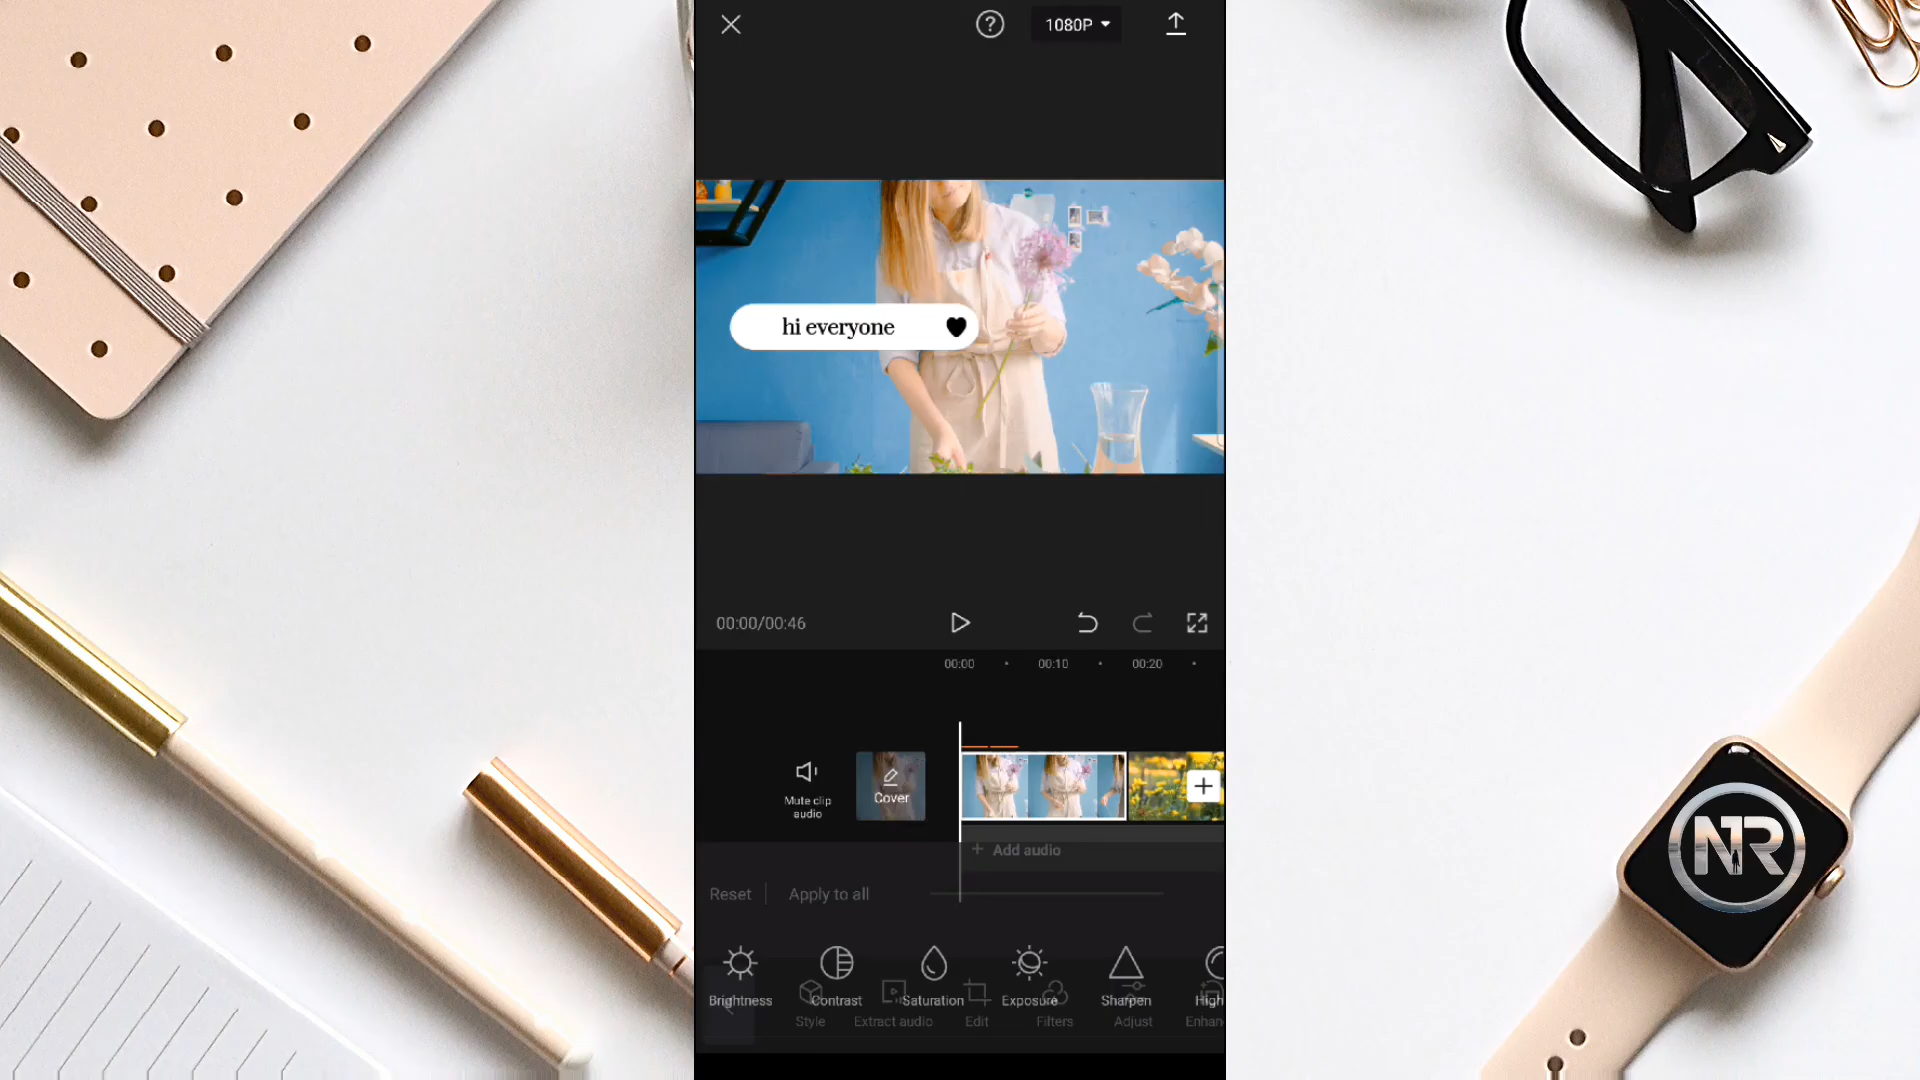 1080P
hi everyone
00:00/00:46
00:00 00:10 00:20
Mute clip
audio
Cover
+ Add audio
Reset Apply to all
Brightness Contrast Saturation Exposure Sharpen High
Style Extract audio Edit Filters Adjust Enhan
NTR